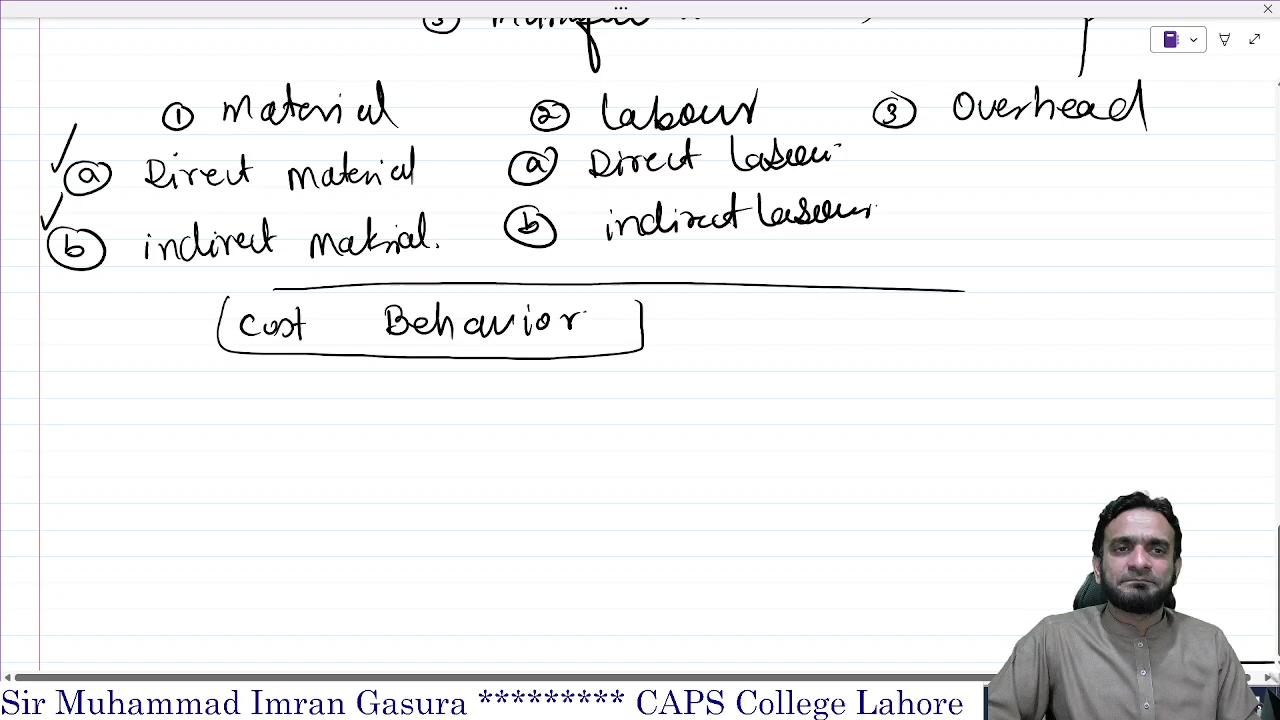 ① Material ② Labour ③ Overhead
ⓐ Direct Material ⓐ Direct Labour
ⓑ indirect Material. ⓑ indirect Labour
Cost Behavior
Sir Muhammad Imran Gasura ********* CAPS College Lahore